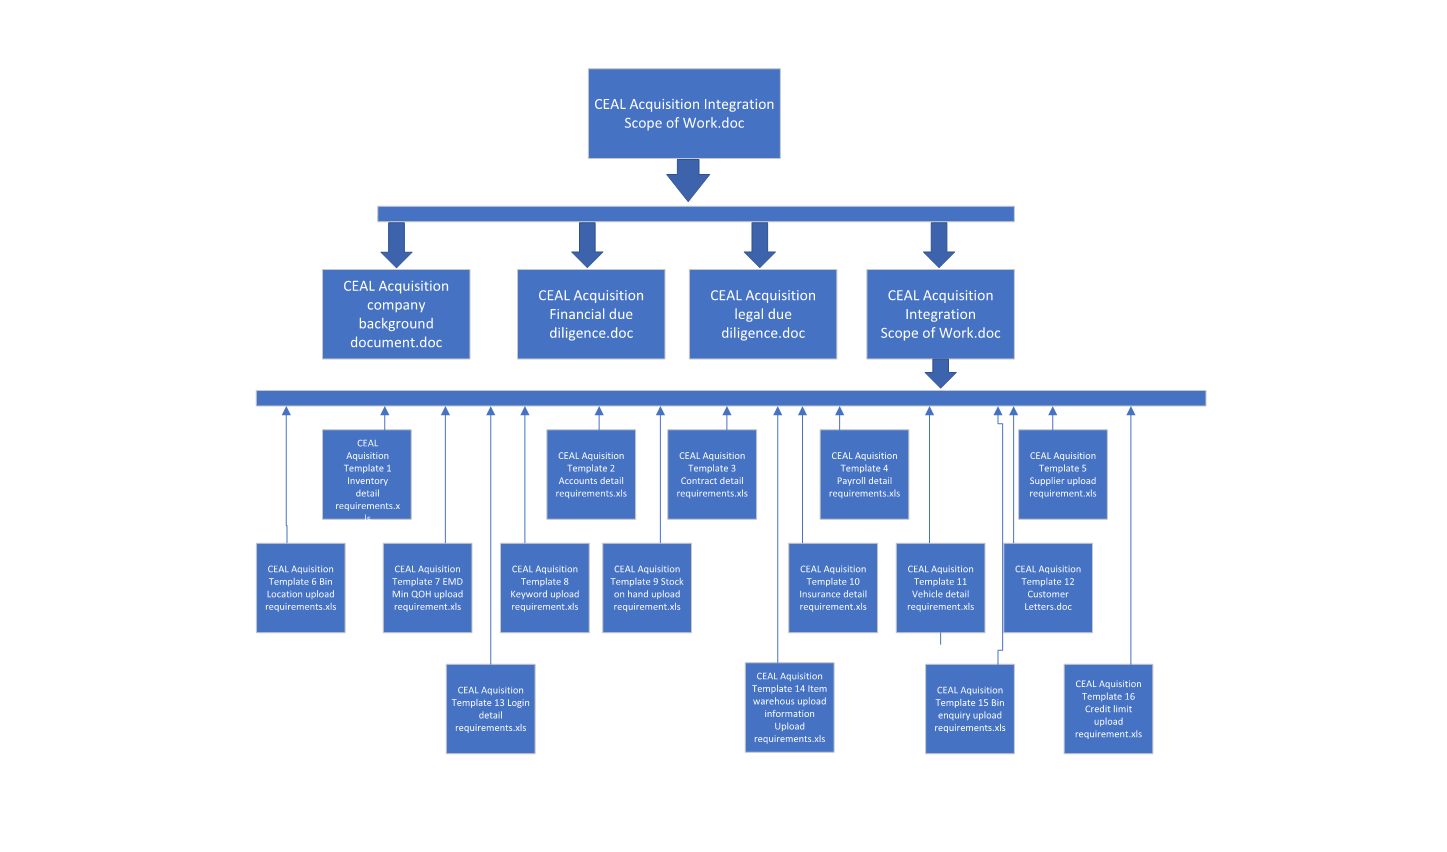 CEAL Acquisition Integration
Scope of Work.doc
CEAL Acquisition
company
background
document.doc
CEAL Acquisition
Financial due
diligence.doc
CEAL Acquisition
legal due
diligence.doc
CEAL Acquisition
Integration
Scope of Work.doc
CEAL
Aquisition
Template 1
Inventory
detail
requirements.x
ls
CEAL Aquisition
Template 2
Accounts detail
requirements.xls
CEAL Aquisition
Template 3
Contract detail
requirements.xls
CEAL Aquisition
Template 4
Payroll detail
requirements.xls
CEAL Aquisition
Template 5
Supplier upload
requirement.xls
CEAL Aquisition
Template 6 Bin
Location upload
requirements.xls
CEAL Aquisition
Template 7 EMD
Min QOH upload
requirement.xls
CEAL Aquisition
Template 8
Keyword upload
requirement.xls
CEAL Aquisition
Template 9 Stock
on hand upload
requirement.xls
CEAL Aquisition
Template 10
Insurance detail
requirement.xls
CEAL Aquisition
Template 11
Vehicle detail
requirement.xls
CEAL Aquisition
Template 12
Customer
Letters.doc
CEAL Aquisition
Template 13 Login
detail
requirements.xls
CEAL Aquisition
Template 14 Item
warehous upload
information
Upload
requirements.xls
CEAL Aquisition
Template 15 Bin
enquiry upload
requirements.xls
CEAL Aquisition
Template 16
Credit limit
upload
requirement.xls